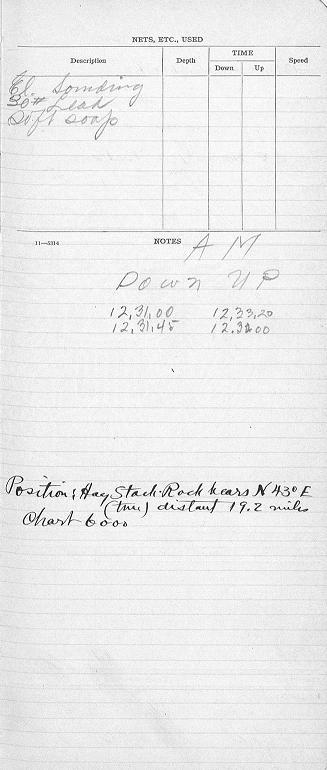 NETS, ETC., USED
Description Depth TIME Speed
Down Up
El. Sounding
30# Lead
Soft soap
11—5314 NOTES
A M
DOWN UP
12,31,00 12,33,20
12,31,45 12.32.00
Position: Hay Stack Rock bears N 43° E
(true) distant 19.2 miles
Chart 6000